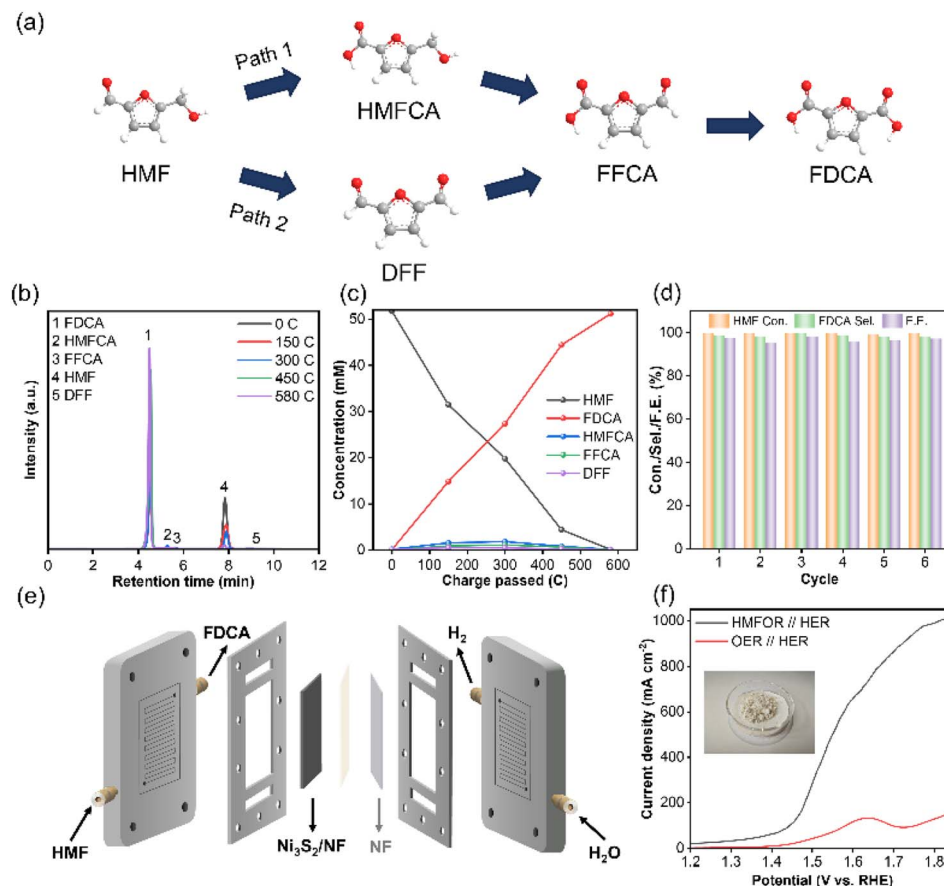 (a)
Path 1
HMFCA
HMF
FFCA
FDCA
Path 2
DFF
(b)
1 FDCA
2 HMFCA
3 FFCA
4 HMF
5 DFF
0 C
150 C
300 C
450 C
580 C
1
2
3
4
5
Intensity (a.u.)
0 2 4 6 8 10 12
Retention time (min)
(c)
50
40
30
20
10
0
Concentration (mM)
HMF
FDCA
HMFCA
FFCA
DFF
0 100 200 300 400 500 600
Charge passed (C)
(d)
HMF Con. FDCA Sel. F.F.
100
80
60
40
20
0
Con./Sel./F.E. (%)
1 2 3 4 5 6
Cycle
(e)
FDCA
H₂
HMF
Ni₃S₂/NF
NF
H₂O
(f)
HMFOR // HER
OER // HER
1000
800
600
400
200
0
Current density (mA cm⁻²)
1.2 1.3 1.4 1.5 1.6 1.7 1.8
Potential (V vs. RHE)